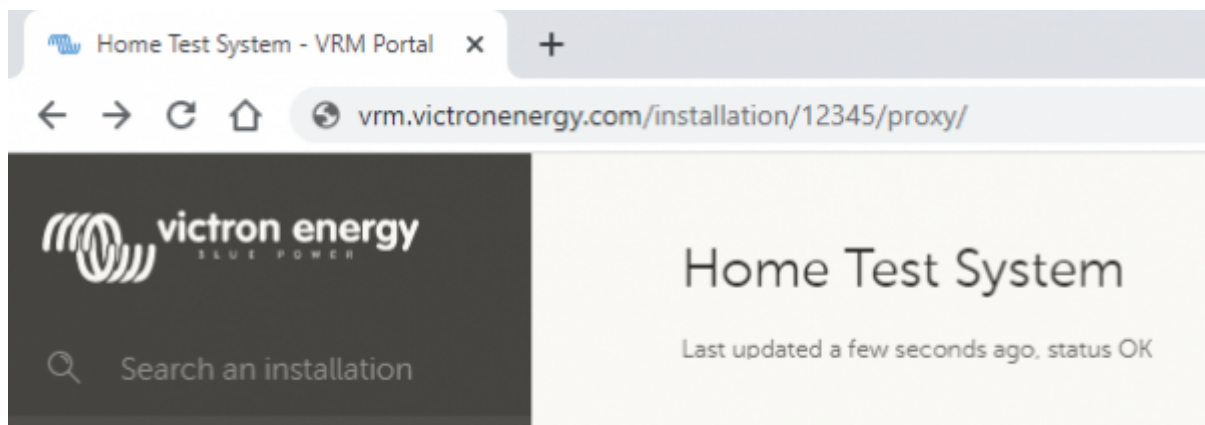 Home Test System - VRM Portal
vrm.victronenergy.com/installation/12345/proxy/
victron energy
BLUE POWER
Search an installation
Home Test System
Last updated a few seconds ago, status OK